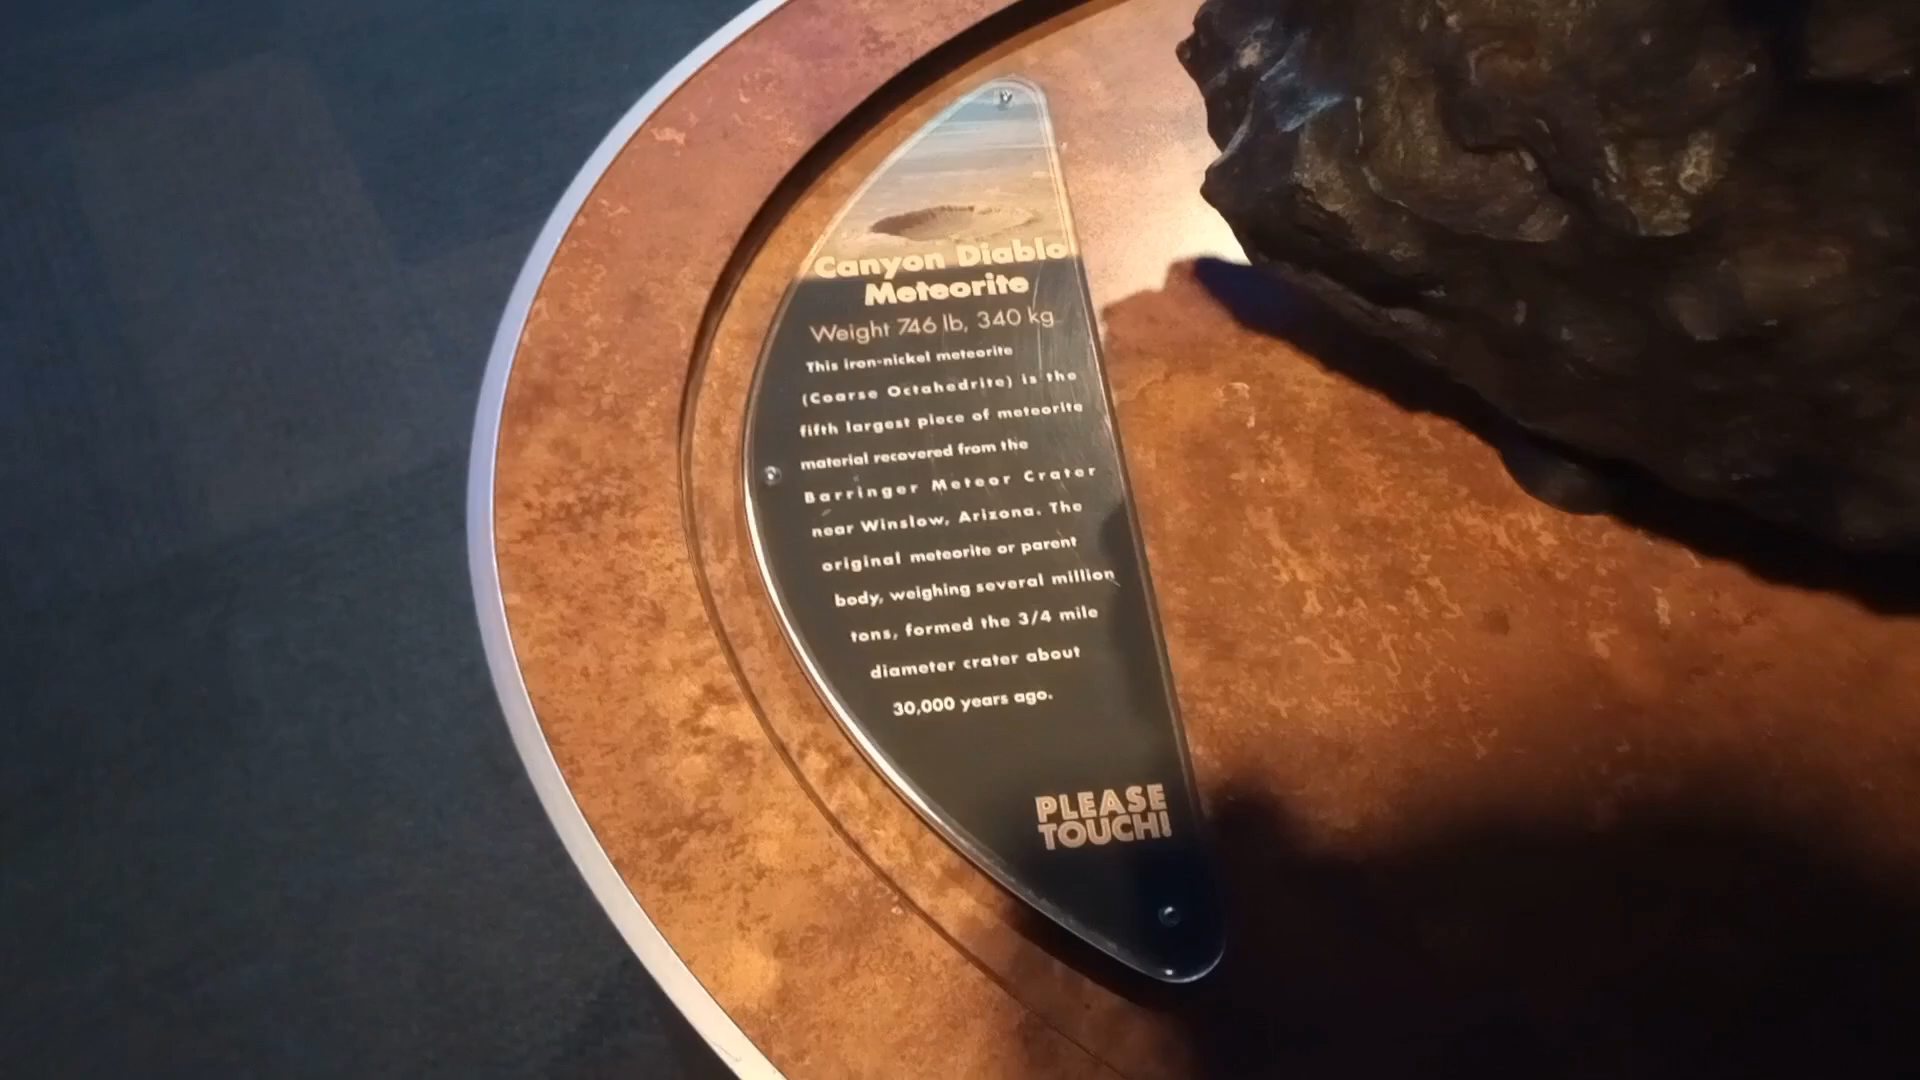 Canyon Diablo
Meteorite
Weight 746 lb, 340 kg
This iron-nickel meteorite
(Coarse Octahedrite) is the
fifth largest piece of meteorite
material recovered from the
Barringer Meteor Crater
near Winslow, Arizona. The
original meteorite or parent
body, weighing several million
tons, formed the 3/4 mile
diameter crater about
30,000 years ago.
PLEASE
TOUCH!